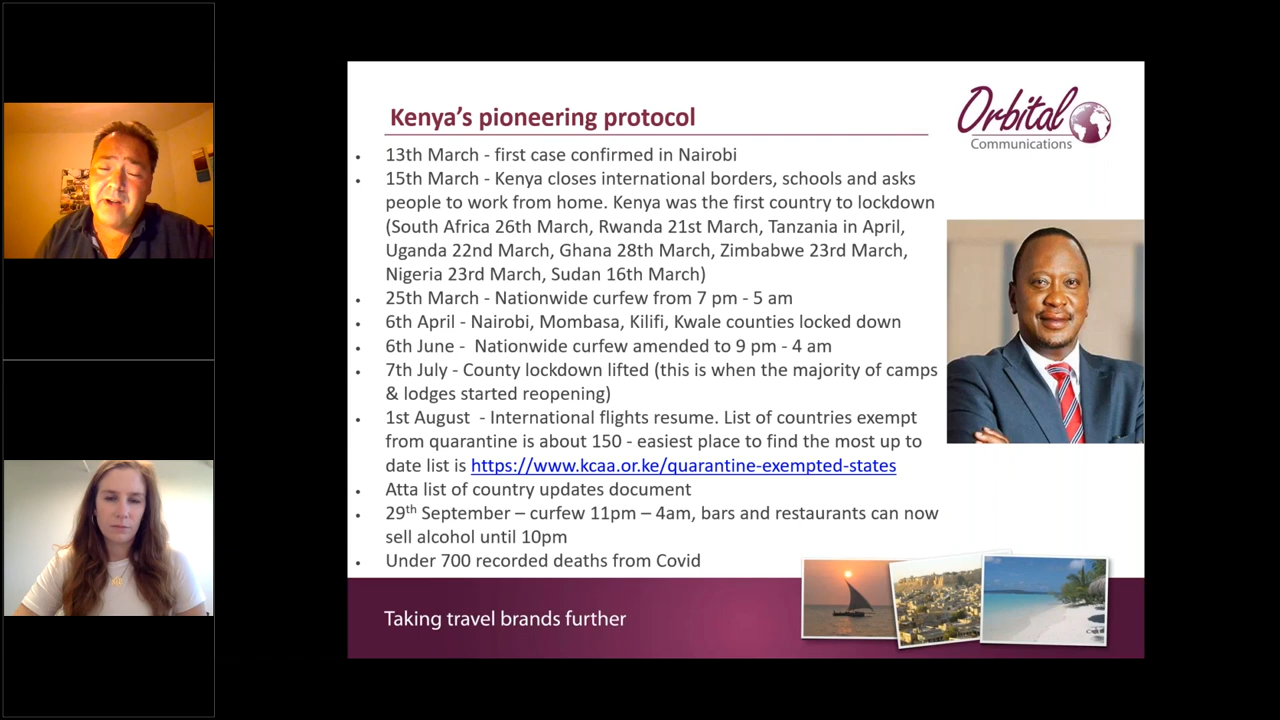 Orbital
Communications
Kenya's pioneering protocol
• 13th March - first case confirmed in Nairobi
• 15th March - Kenya closes international borders, schools and asks
people to work from home. Kenya was the first country to lockdown
(South Africa 26th March, Rwanda 21st March, Tanzania in April,
Uganda 22nd March, Ghana 28th March, Zimbabwe 23rd March,
Nigeria 23rd March, Sudan 16th March)
• 25th March - Nationwide curfew from 7 pm - 5 am
• 6th April - Nairobi, Mombasa, Kilifi, Kwale counties locked down
• 6th June - Nationwide curfew amended to 9 pm - 4 am
• 7th July - County lockdown lifted (this is when the majority of camps
& lodges started reopening)
• 1st August - International flights resume. List of countries exempt
from quarantine is about 150 - easiest place to find the most up to
date list is https://www.kcaa.or.ke/quarantine-exempted-states
• Atta list of country updates document
• 29th September – curfew 11pm – 4am, bars and restaurants can now
sell alcohol until 10pm
• Under 700 recorded deaths from Covid
Taking travel brands further